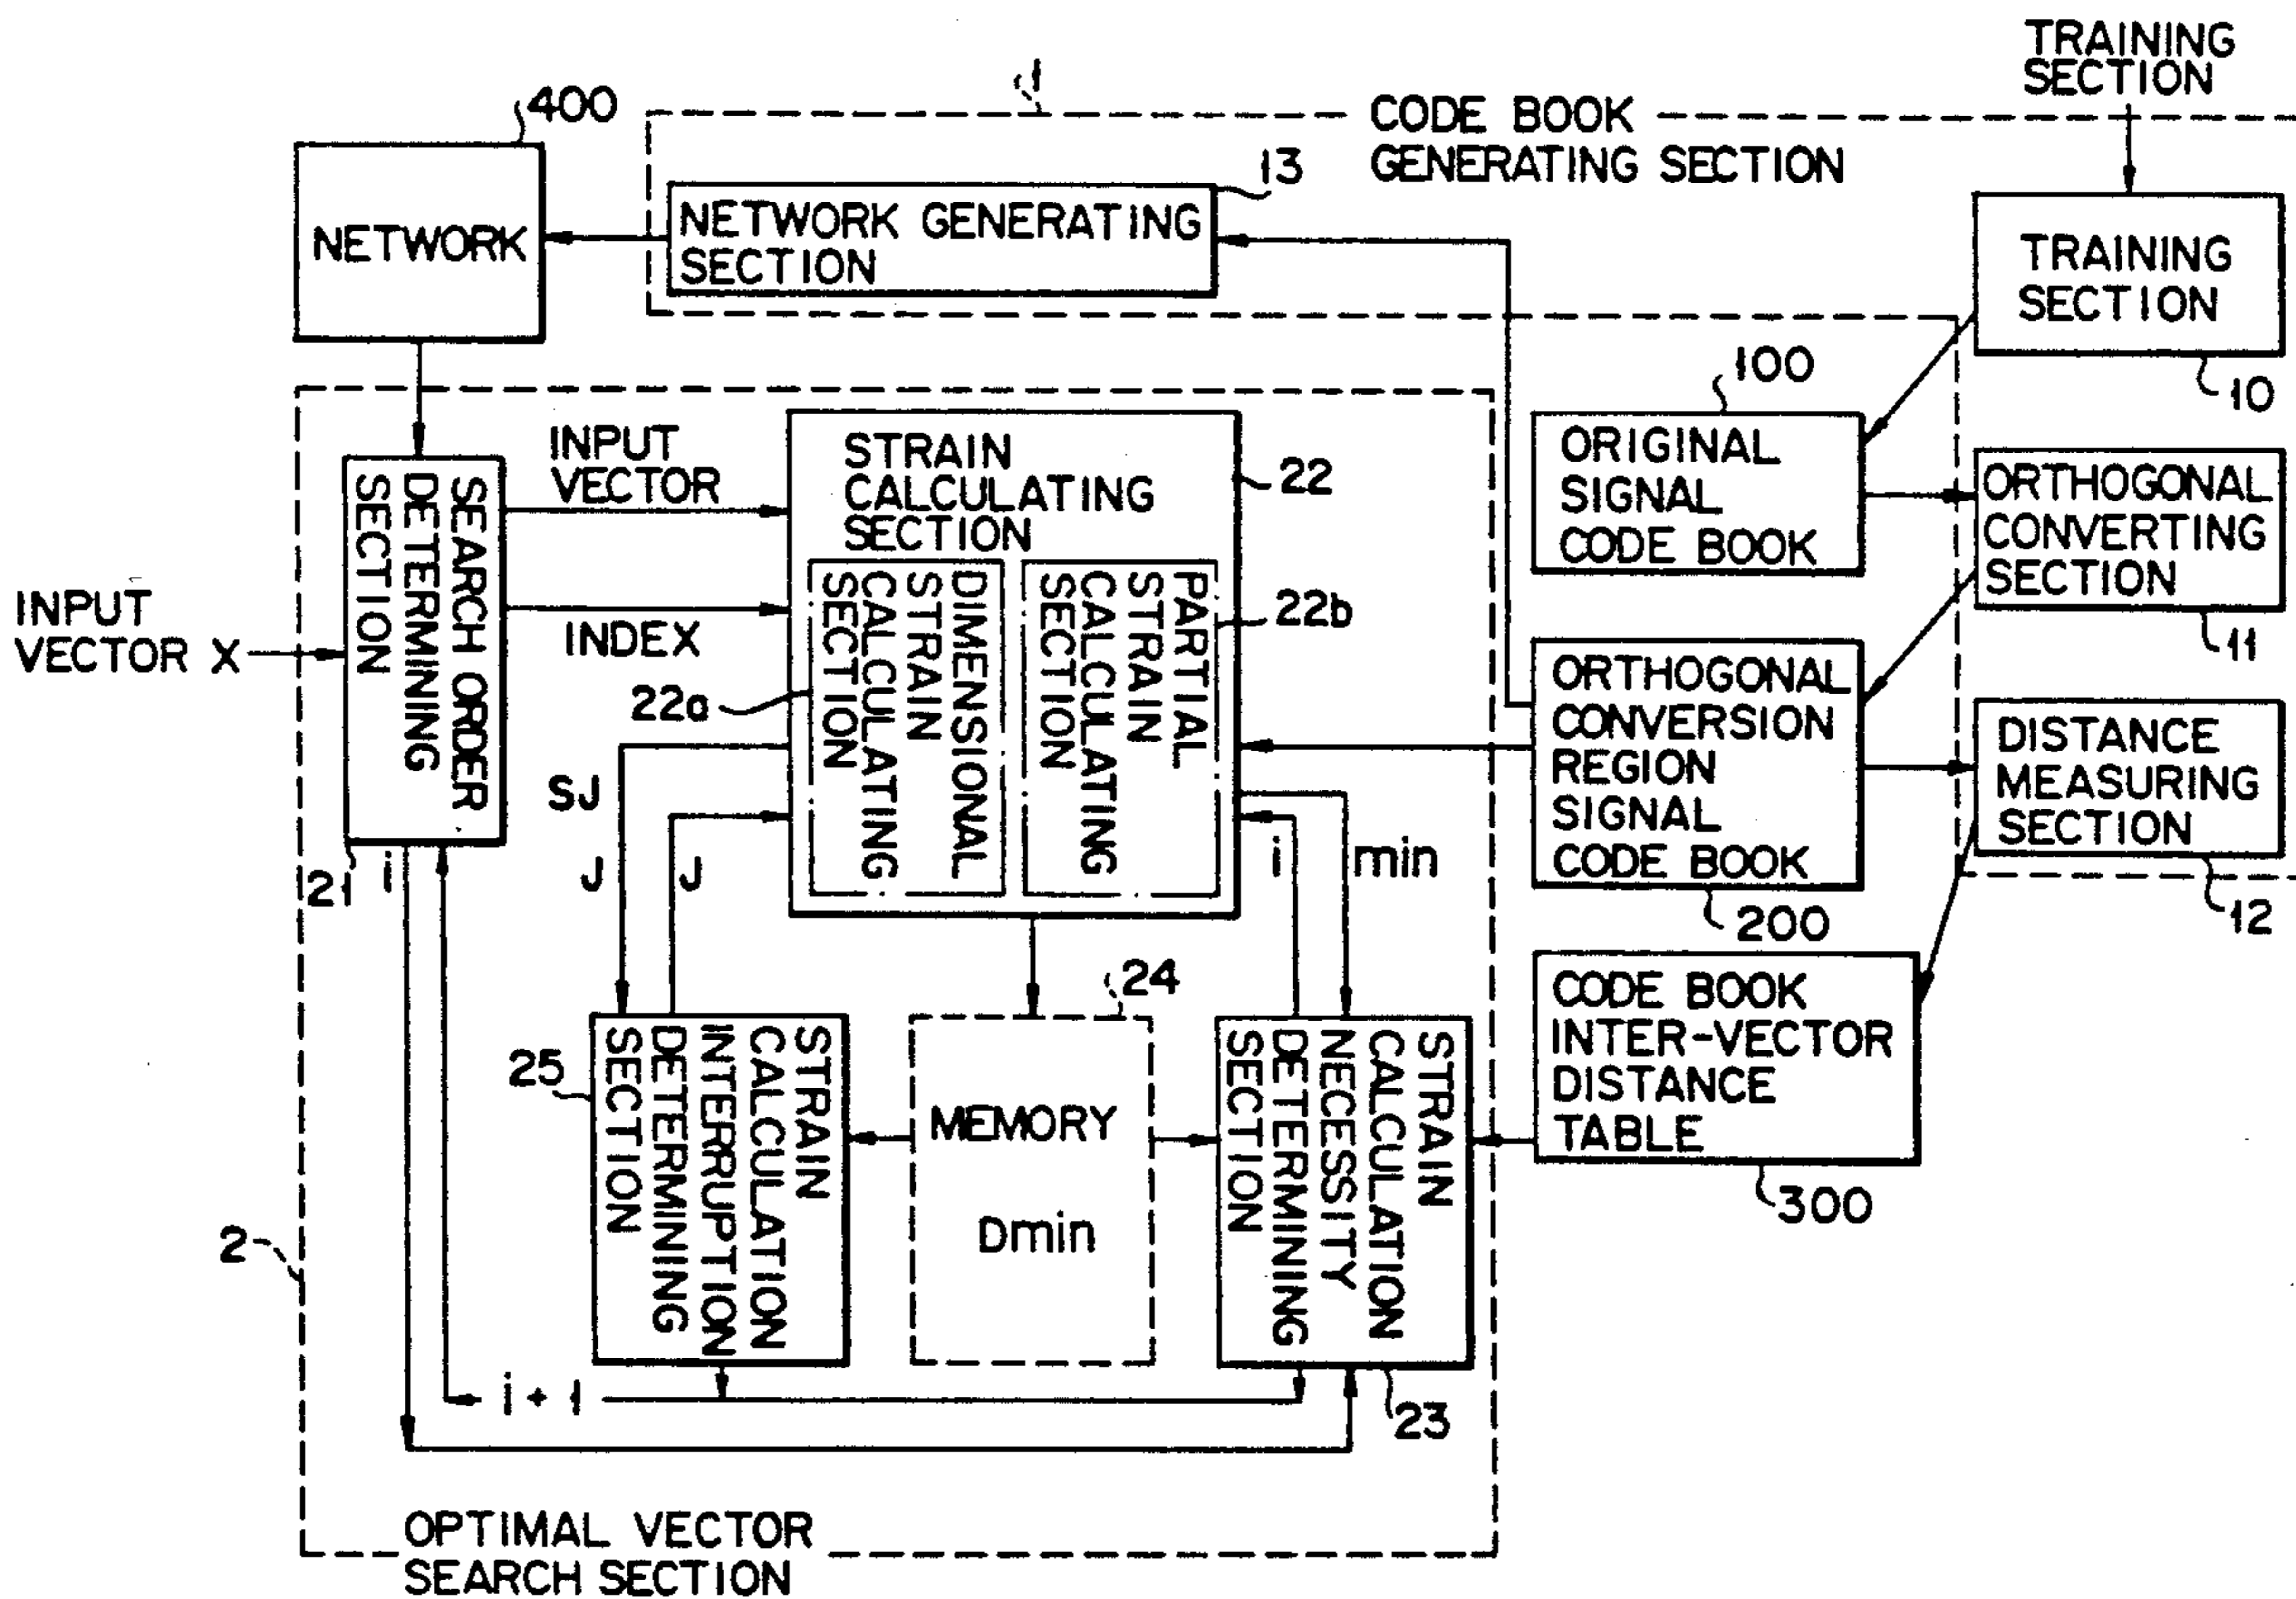 TRAINING
SECTION
1
CODE BOOK
GENERATING SECTION
400
13
NETWORK
NETWORK GENERATING
SECTION
TRAINING
SECTION
10
100
ORIGINAL
SIGNAL
CODE BOOK
ORTHOGONAL
CONVERTING
SECTION
11
INPUT
VECTOR X
SEARCH ORDER
DETERMINING
SECTION
21
INPUT
VECTOR
INDEX
STRAIN
CALCULATING
SECTION
22
DIMENSIONAL
STRAIN
CALCULATING
SECTION
22a
PARTIAL
STRAIN
CALCULATING
SECTION
22b
ORTHOGONAL
CONVERSION
REGION
SIGNAL
CODE BOOK
200
DISTANCE
MEASURING
SECTION
12
SJ
J
J
i
min
i
24
25
STRAIN
CALCULATION
INTERRUPTION
DETERMINING
SECTION
MEMORY
Dmin
STRAIN
CALCULATION
NECESSITY
DETERMINING
SECTION
23
CODE BOOK
INTER-VECTOR
DISTANCE
TABLE
300
2
i + 1
OPTIMAL VECTOR
SEARCH SECTION